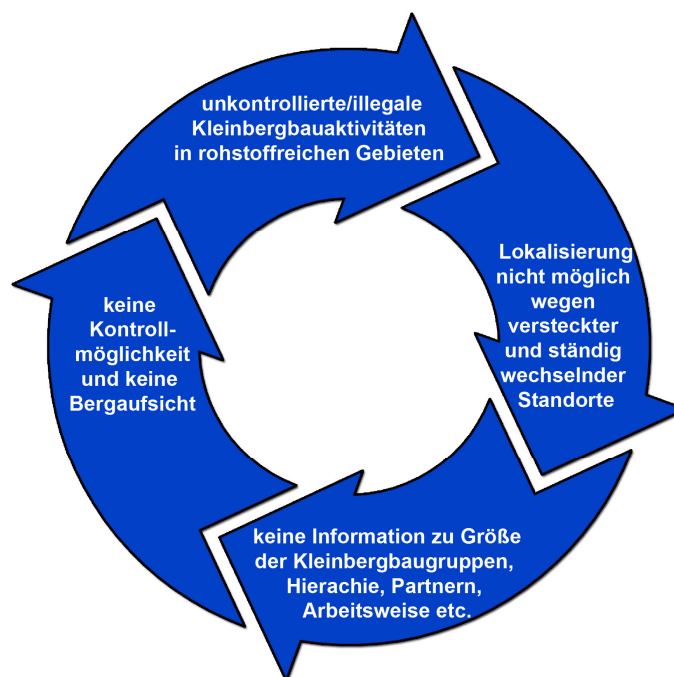 unkontrollierte/illegale
Kleinbergbauaktivitäten
in rohstoffreichen Gebieten
Lokalisierung
nicht möglich
wegen
versteckter
und ständig
wechselnder
Standorte
keine Information zu Größe
der Kleinbergbaugruppen,
Hierachie, Partnern,
Arbeitsweise etc.
keine
Kontroll-
möglichkeit
und keine
Bergaufsicht